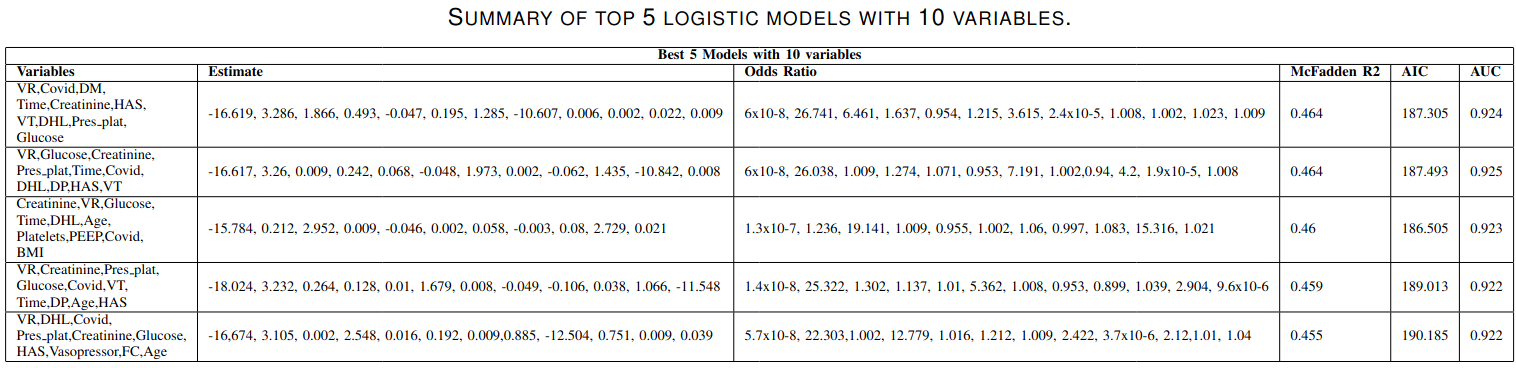 SUMMARY OF TOP 5 LOGISTIC MODELS WITH 10 VARIABLES.
Best 5 Models with 10 variables
Variables Estimate Odds Ratio McFadden R2 AIC AUC
VR,Covid,DM,
Time,Creatinine,HAS,
VT,DHL,Pres_plat,
Glucose
-16.619, 3.286, 1.866, 0.493, -0.047, 0.195, 1.285, -10.607, 0.006, 0.002, 0.022, 0.009 6x10-8, 26.741, 6.461, 1.637, 0.954, 1.215, 3.615, 2.4x10-5, 1.008, 1.002, 1.023, 1.009 0.464 187.305 0.924
VR,Glucose,Creatinine,
Pres_plat,Time,Covid,
DHL,DP,HAS,VT
-16.617, 3.26, 0.009, 0.242, 0.068, -0.048, 1.973, 0.002, -0.062, 1.435, -10.842, 0.008 6x10-8, 26.038, 1.009, 1.274, 1.071, 0.953, 7.191, 1.002,0.94, 4.2, 1.9x10-5, 1.008 0.464 187.493 0.925
Creatinine,VR,Glucose,
Time,DHL,Age,
Platelets,PEEP,Covid,
BMI
-15.784, 0.212, 2.952, 0.009, -0.046, 0.002, 0.058, -0.003, 0.08, 2.729, 0.021 1.3x10-7, 1.236, 19.141, 1.009, 0.955, 1.002, 1.06, 0.997, 1.083, 15.316, 1.021 0.46 186.505 0.923
VR,Creatinine,Pres_plat,
Glucose,Covid,VT,
Time,DP,Age,HAS
-18.024, 3.232, 0.264, 0.128, 0.01, 1.679, 0.008, -0.049, -0.106, 0.038, 1.066, -11.548 1.4x10-8, 25.322, 1.302, 1.137, 1.01, 5.362, 1.008, 0.953, 0.899, 1.039, 2.904, 9.6x10-6 0.459 189.013 0.922
VR,DHL,Covid,
Pres_plat,Creatinine,Glucose,
HAS,Vasopressor,FC,Age
-16,674, 3.105, 0.002, 2.548, 0.016, 0.192, 0.009,0.885, -12.504, 0.751, 0.009, 0.039 5.7x10-8, 22.303,1.002, 12.779, 1.016, 1.212, 1.009, 2.422, 3.7x10-6, 2.12,1.01, 1.04 0.455 190.185 0.922